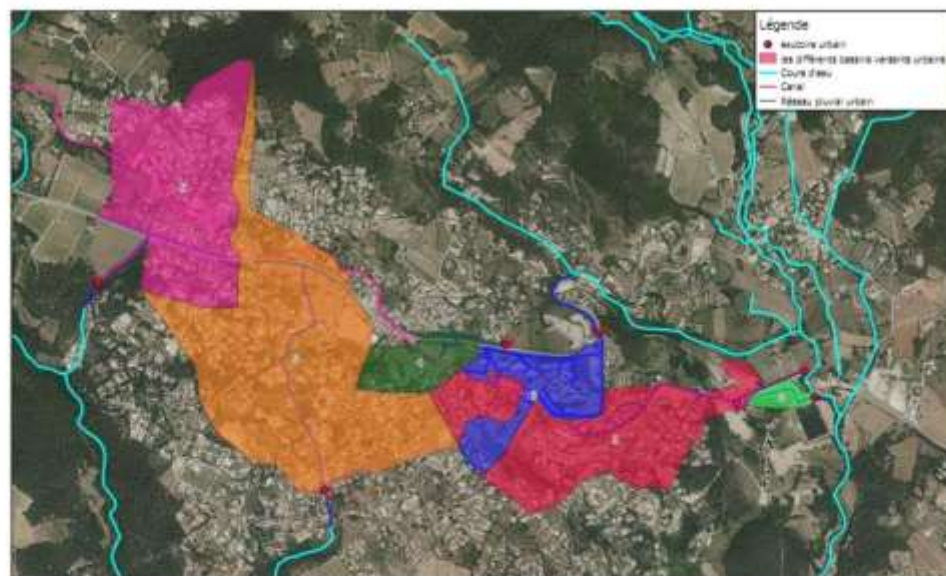 Légende
exutoire urbain
les différents bassins versants urbains
Cours d'eau
Canal
Réseau pluvial urbain